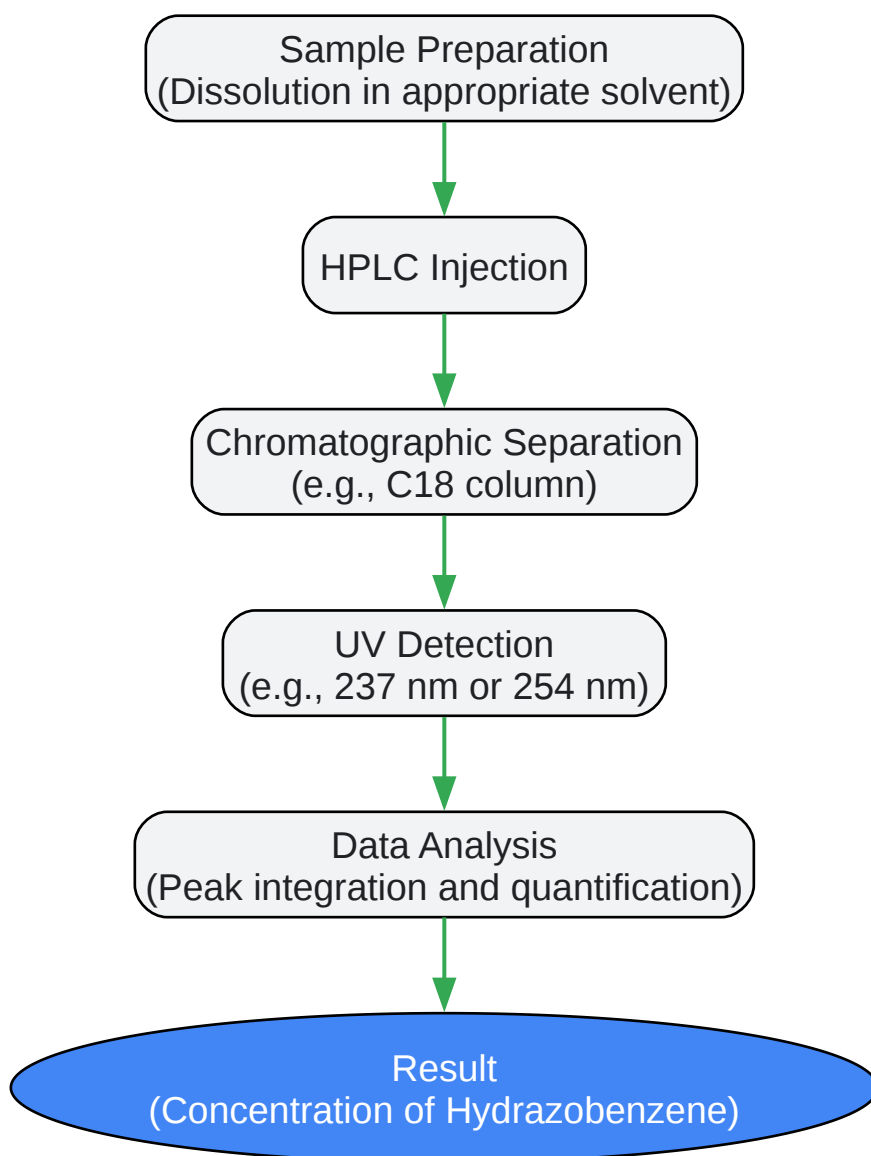 Sample Preparation
(Dissolution in appropriate solvent)
HPLC Injection
Chromatographic Separation
(e.g., C18 column)
UV Detection
(e.g., 237 nm or 254 nm)
Data Analysis
(Peak integration and quantification)
Result
(Concentration of Hydrazobenzene)